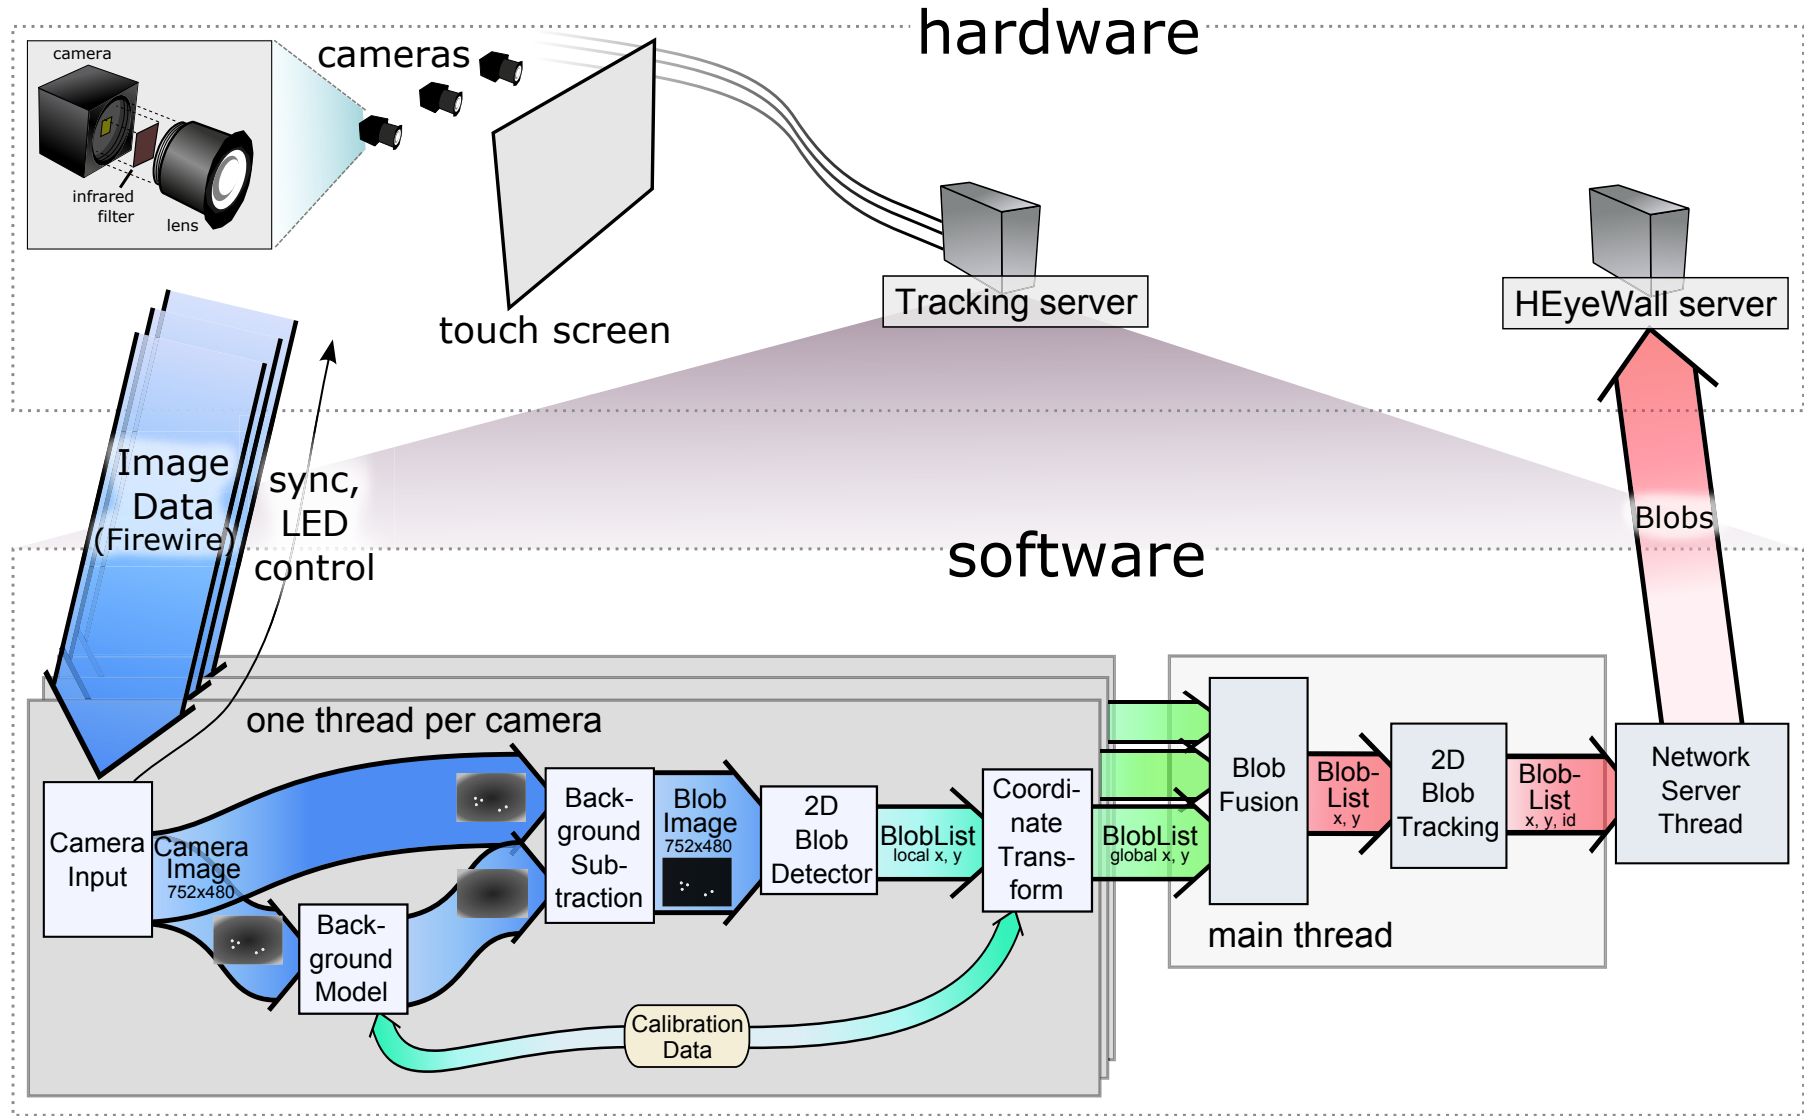 hardware
camera
cameras
infrared
filter
lens
touch screen
Tracking server
HEyeWall server
Image
Data
(Firewire)
sync,
LED
control
Blobs
software
one thread per camera
Camera
Input
Camera
Image
752x480
Back-
ground
Model
Back-
ground
Sub-
traction
Blob
Image
752x480
2D
Blob
Detector
BlobList
local x, y
Coordi-
nate
Trans-
form
Calibration
Data
BlobList
global x, y
Blob
Fusion
Blob-
List
x, y
2D
Blob
Tracking
Blob-
List
x, y, id
main thread
Network
Server
Thread